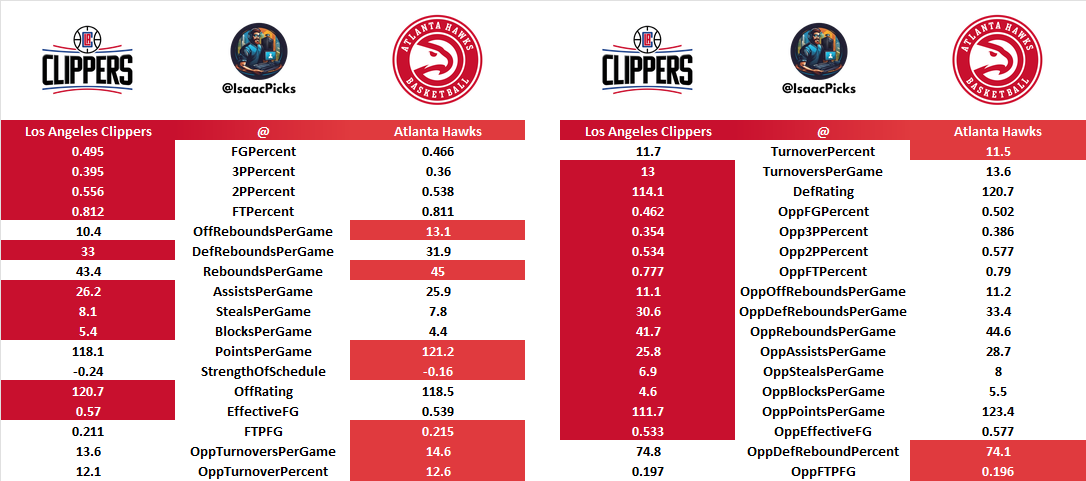 LAC
CLIPPERS
@IsaacPicks
ATLANTA HAWKS
BASKETBALL
Los Angeles Clippers @ Atlanta Hawks
0.495 FGPercent 0.466
0.395 3PPercent 0.36
0.556 2PPercent 0.538
0.812 FTPercent 0.811
10.4 OffReboundsPerGame 13.1
33 DefReboundsPerGame 31.9
43.4 ReboundsPerGame 45
26.2 AssistsPerGame 25.9
8.1 StealsPerGame 7.8
5.4 BlocksPerGame 4.4
118.1 PointsPerGame 121.2
-0.24 StrengthOfSchedule -0.16
120.7 OffRating 118.5
0.57 EffectiveFG 0.539
0.211 FTPFG 0.215
13.6 OppTurnoversPerGame 14.6
12.1 OppTurnoverPercent 12.6
LAC
CLIPPERS
@IsaacPicks
ATLANTA HAWKS
BASKETBALL
Los Angeles Clippers @ Atlanta Hawks
11.7 TurnoverPercent 11.5
13 TurnoversPerGame 13.6
114.1 DefRating 120.7
0.462 OppFGPercent 0.502
0.354 Opp3PPercent 0.386
0.534 Opp2PPercent 0.577
0.777 OppFTPercent 0.79
11.1 OppOffReboundsPerGame 11.2
30.6 OppDefReboundsPerGame 33.4
41.7 OppReboundsPerGame 44.6
25.8 OppAssistsPerGame 28.7
6.9 OppStealsPerGame 8
4.6 OppBlocksPerGame 5.5
111.7 OppPointsPerGame 123.4
0.533 OppEffectiveFG 0.577
74.8 OppDefReboundPercent 74.1
0.197 OppFTPFG 0.196